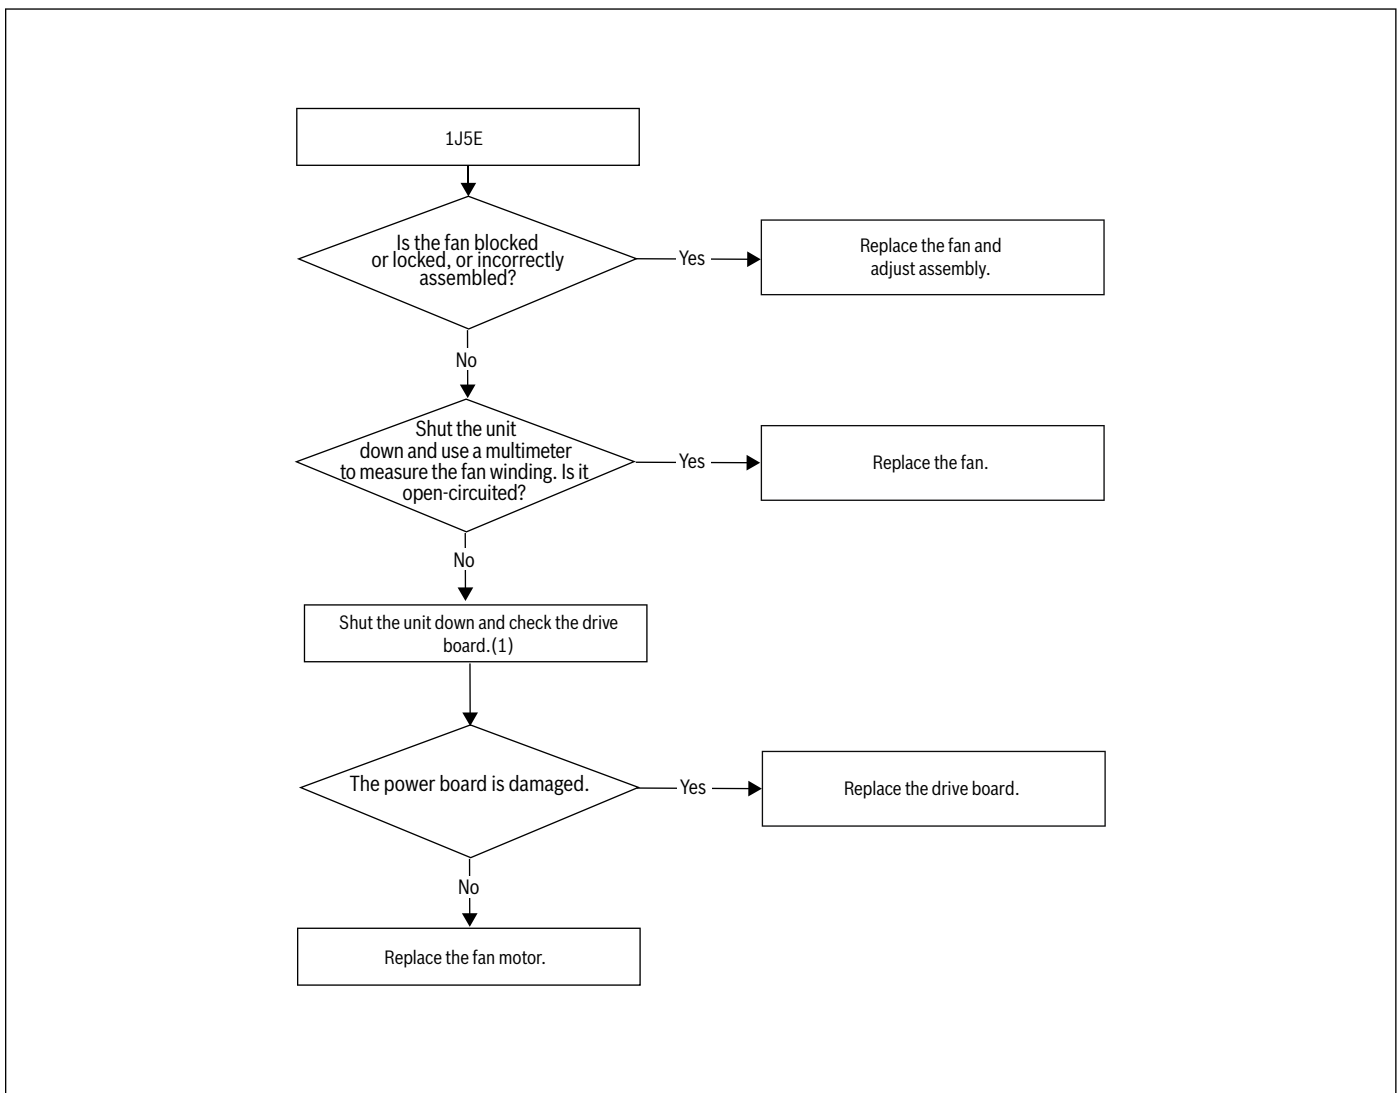 1J5E
Is the fan blocked
or locked, or incorrectly
assembled?
Yes
Replace the fan and
adjust assembly.
No
Shut the unit
down and use a multimeter
to measure the fan winding. Is it
open-circuited?
Yes
Replace the fan.
No
Shut the unit down and check the drive
board.(1)
The power board is damaged.
Yes
Replace the drive board.
No
Replace the fan motor.